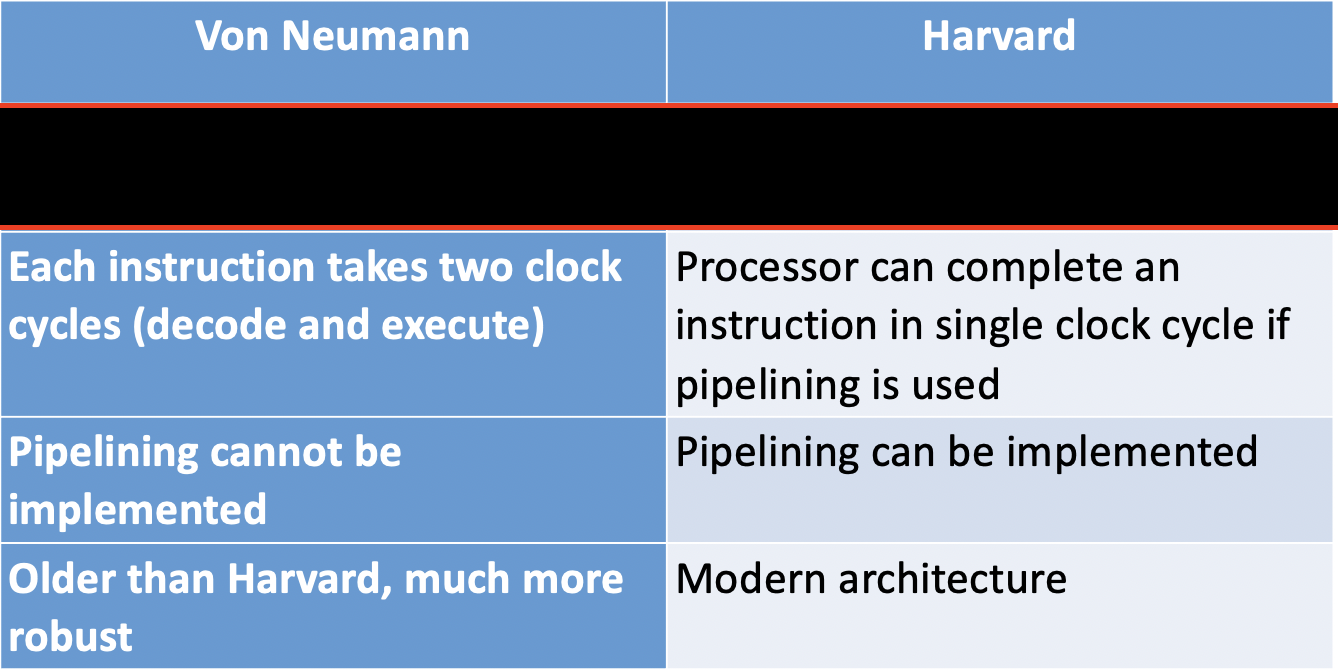 Von Neumann
Harvard
Each instruction takes two clock
cycles (decode and execute)
Processor can complete an
instruction in single clock cycle if
pipelining is used
Pipelining cannot be
implemented
Pipelining can be implemented
Older than Harvard, much more
robust
Modern architecture